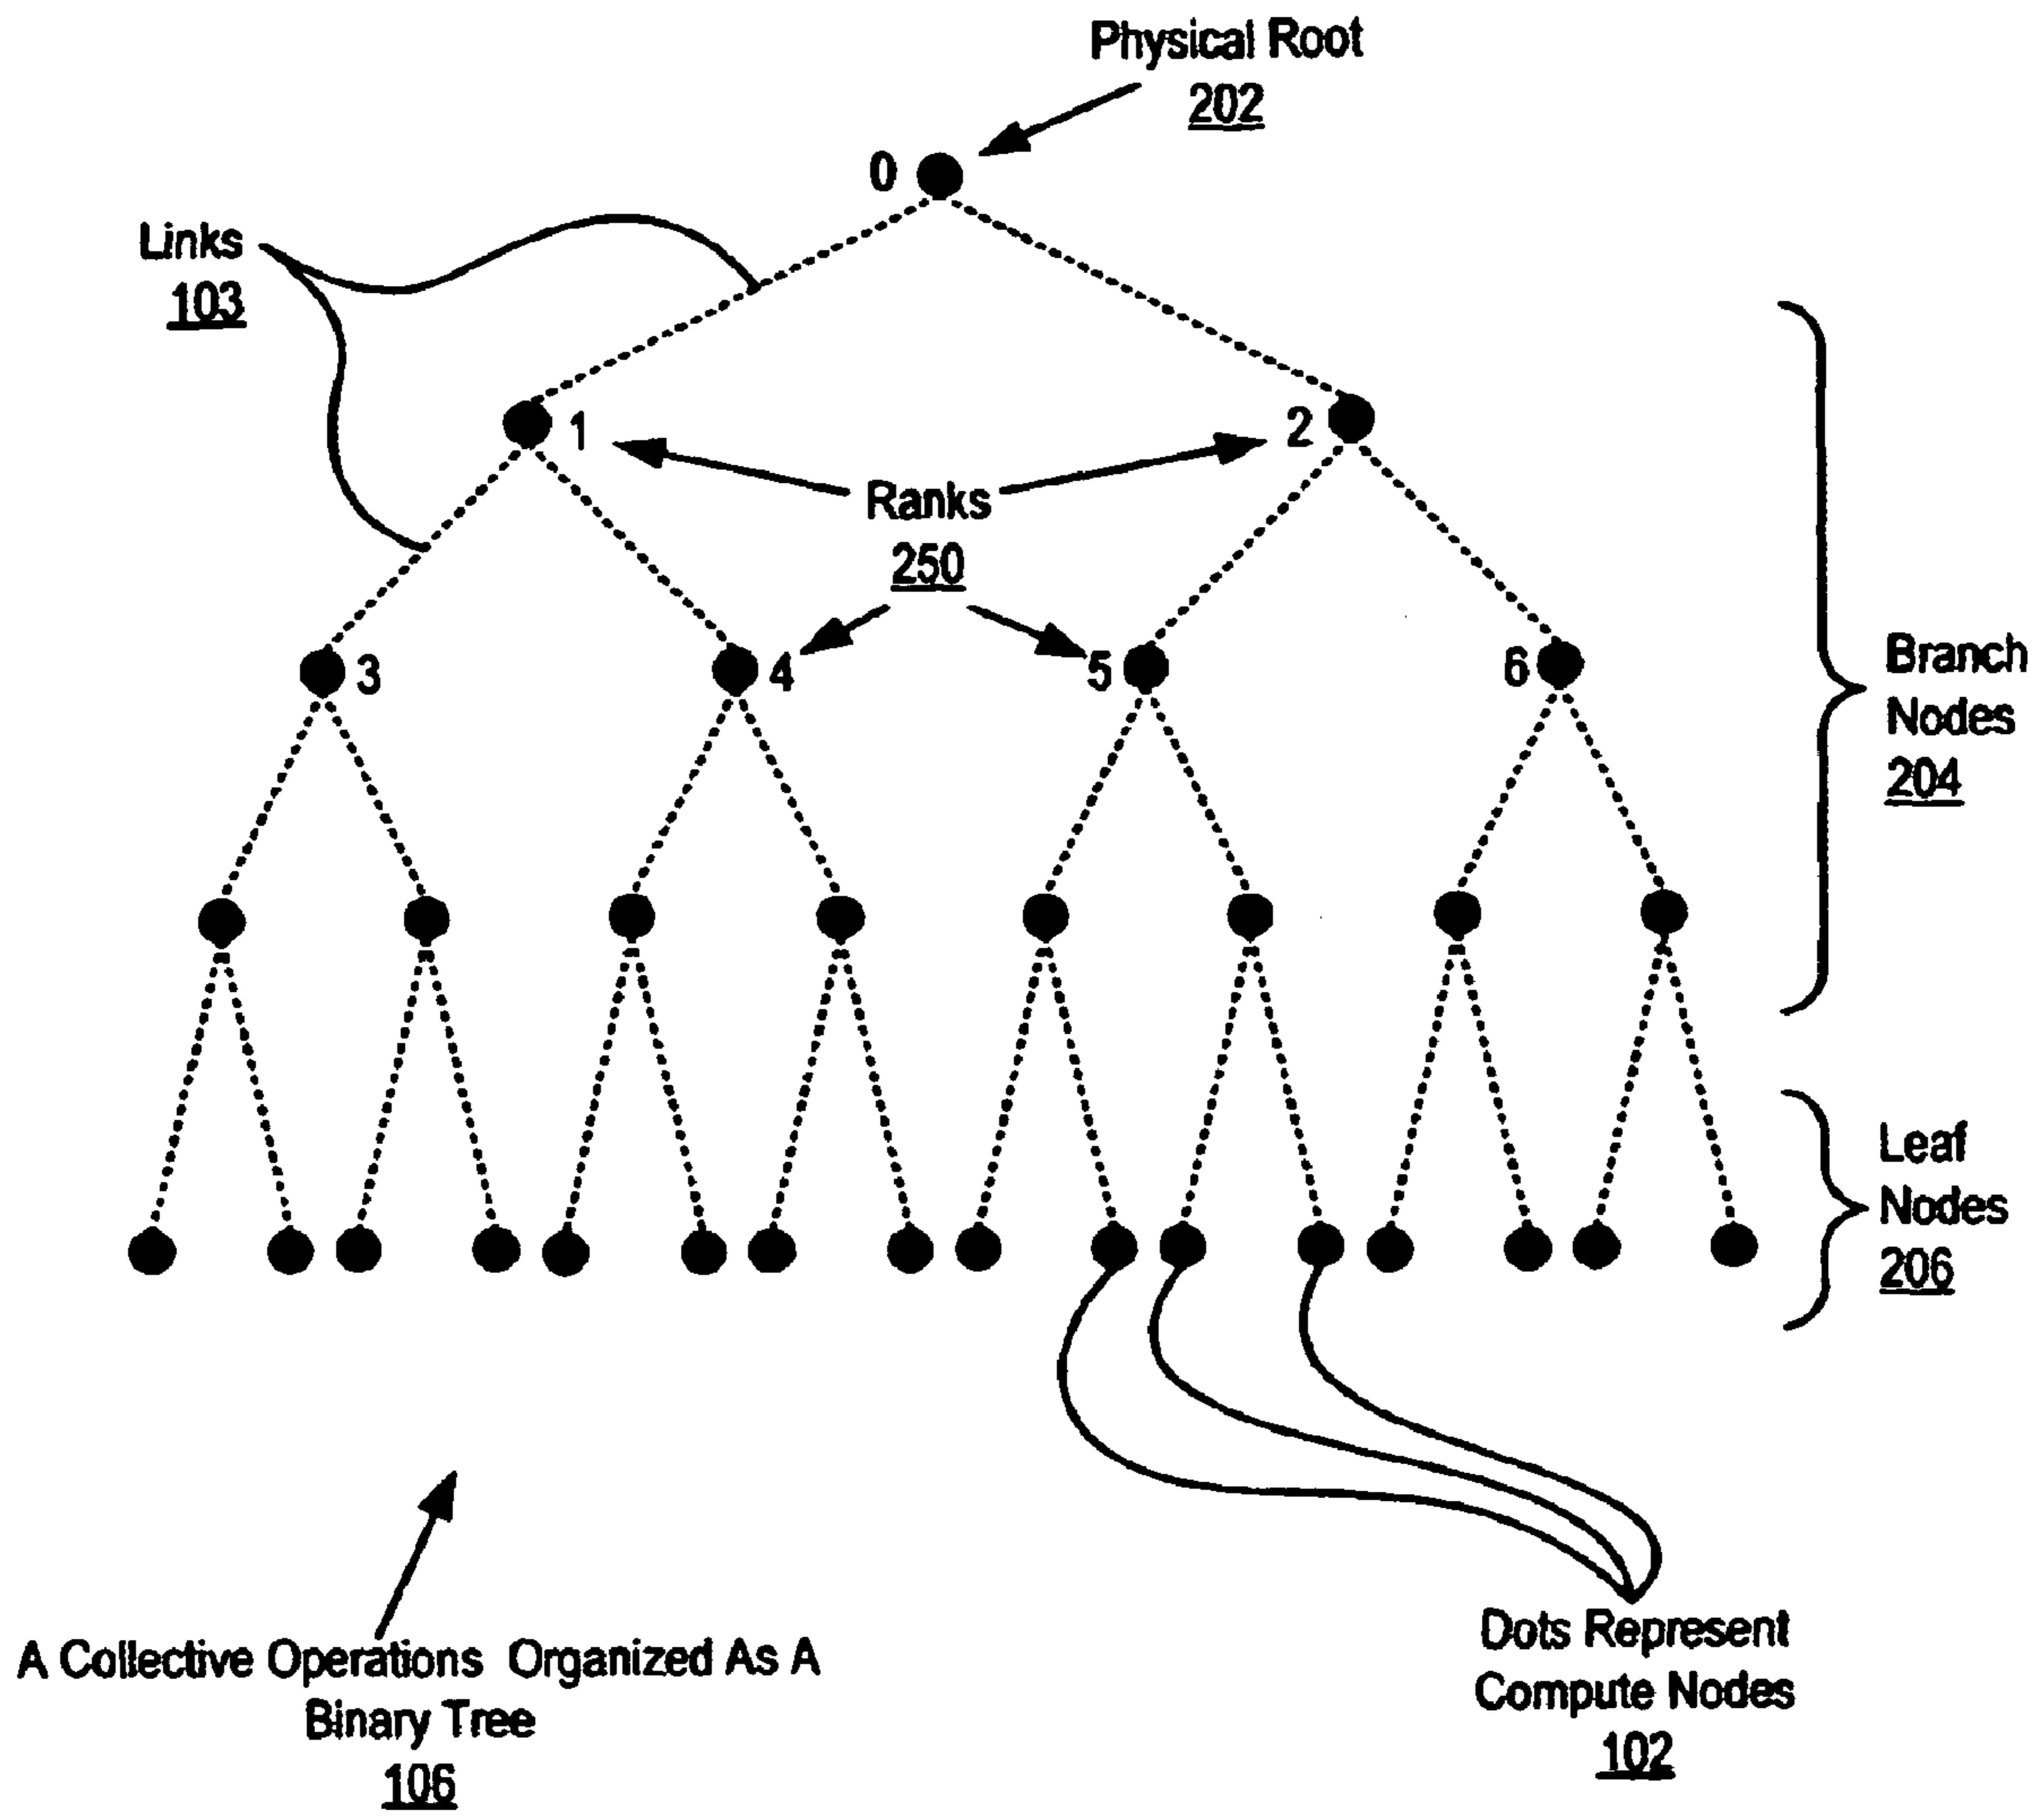 Physical Root
202
0
Links
103
1
2
Ranks
250
3
4
5
6
Branch
Nodes
204
Leaf
Nodes
206
A Collective Operations Organized As A
Binary Tree
106
Dots Represent
Compute Nodes
102